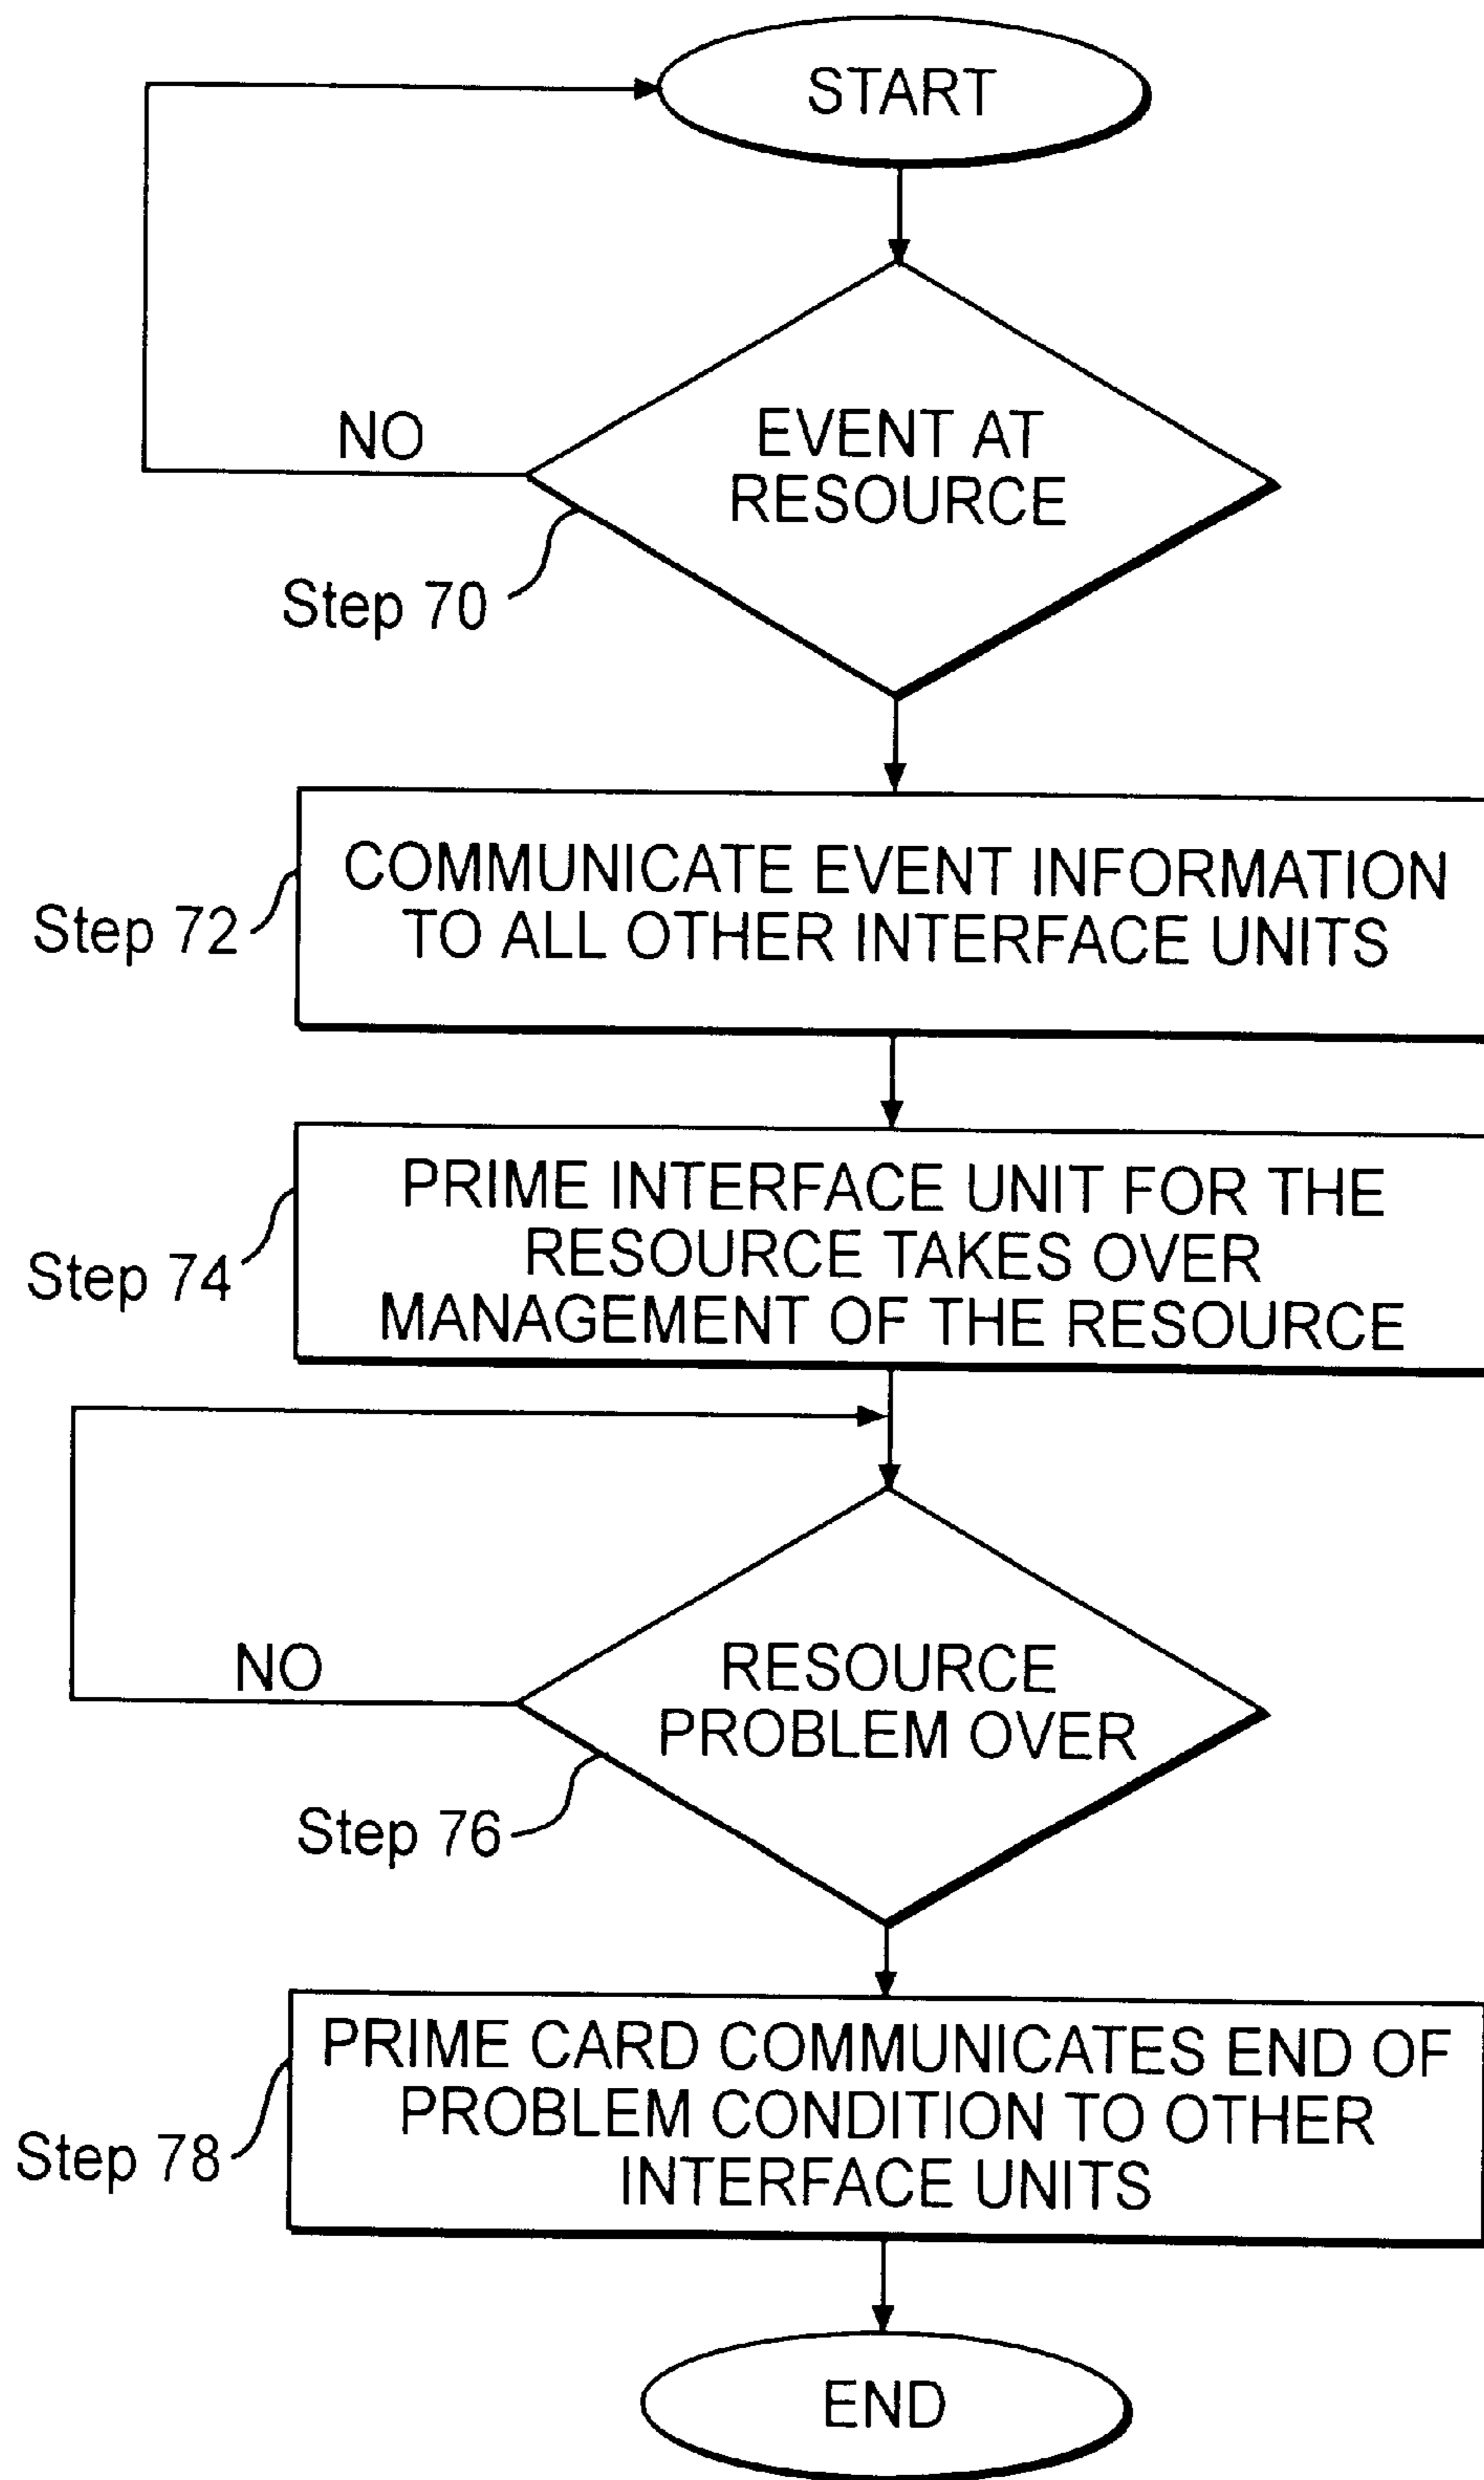 START
EVENT AT
RESOURCE
NO
Step 70
COMMUNICATE EVENT INFORMATION
TO ALL OTHER INTERFACE UNITS
Step 72
PRIME INTERFACE UNIT FOR THE
RESOURCE TAKES OVER
MANAGEMENT OF THE RESOURCE
Step 74
RESOURCE
PROBLEM OVER
NO
Step 76
PRIME CARD COMMUNICATES END OF
PROBLEM CONDITION TO OTHER
INTERFACE UNITS
Step 78
END